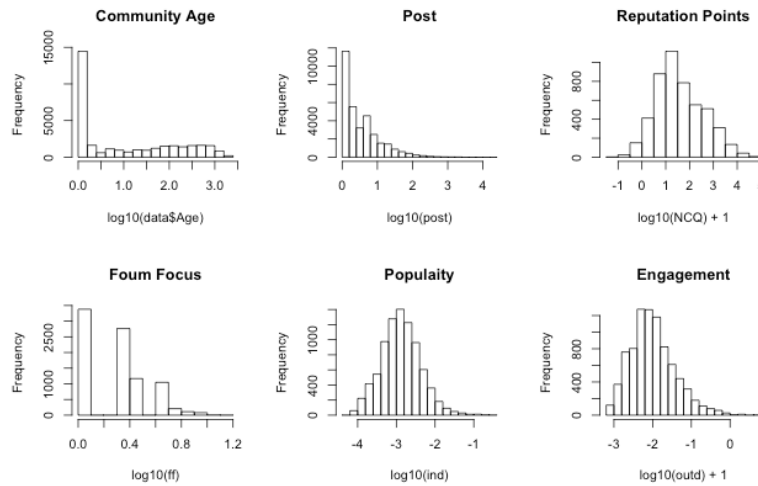 Community Age
Frequency
0 5000 15000
0.0 1.0 2.0 3.0
log10(data$Age)
Post
Frequency
0 4000 12000
0 1 2 3 4
log10(post)
Reputation Points
Frequency
0 400 800
-1 0 1 2 3 4
log10(NCQ) + 1
Foum Focus
Frequency
0 1000 2500
0.0 0.4 0.8 1.2
log10(ff)
Populaity
Frequency
0 400 1000
-4 -3 -2 -1
log10(ind)
Engagement
Frequency
0 400 1000
-3 -2 -1 0
log10(outd) + 1